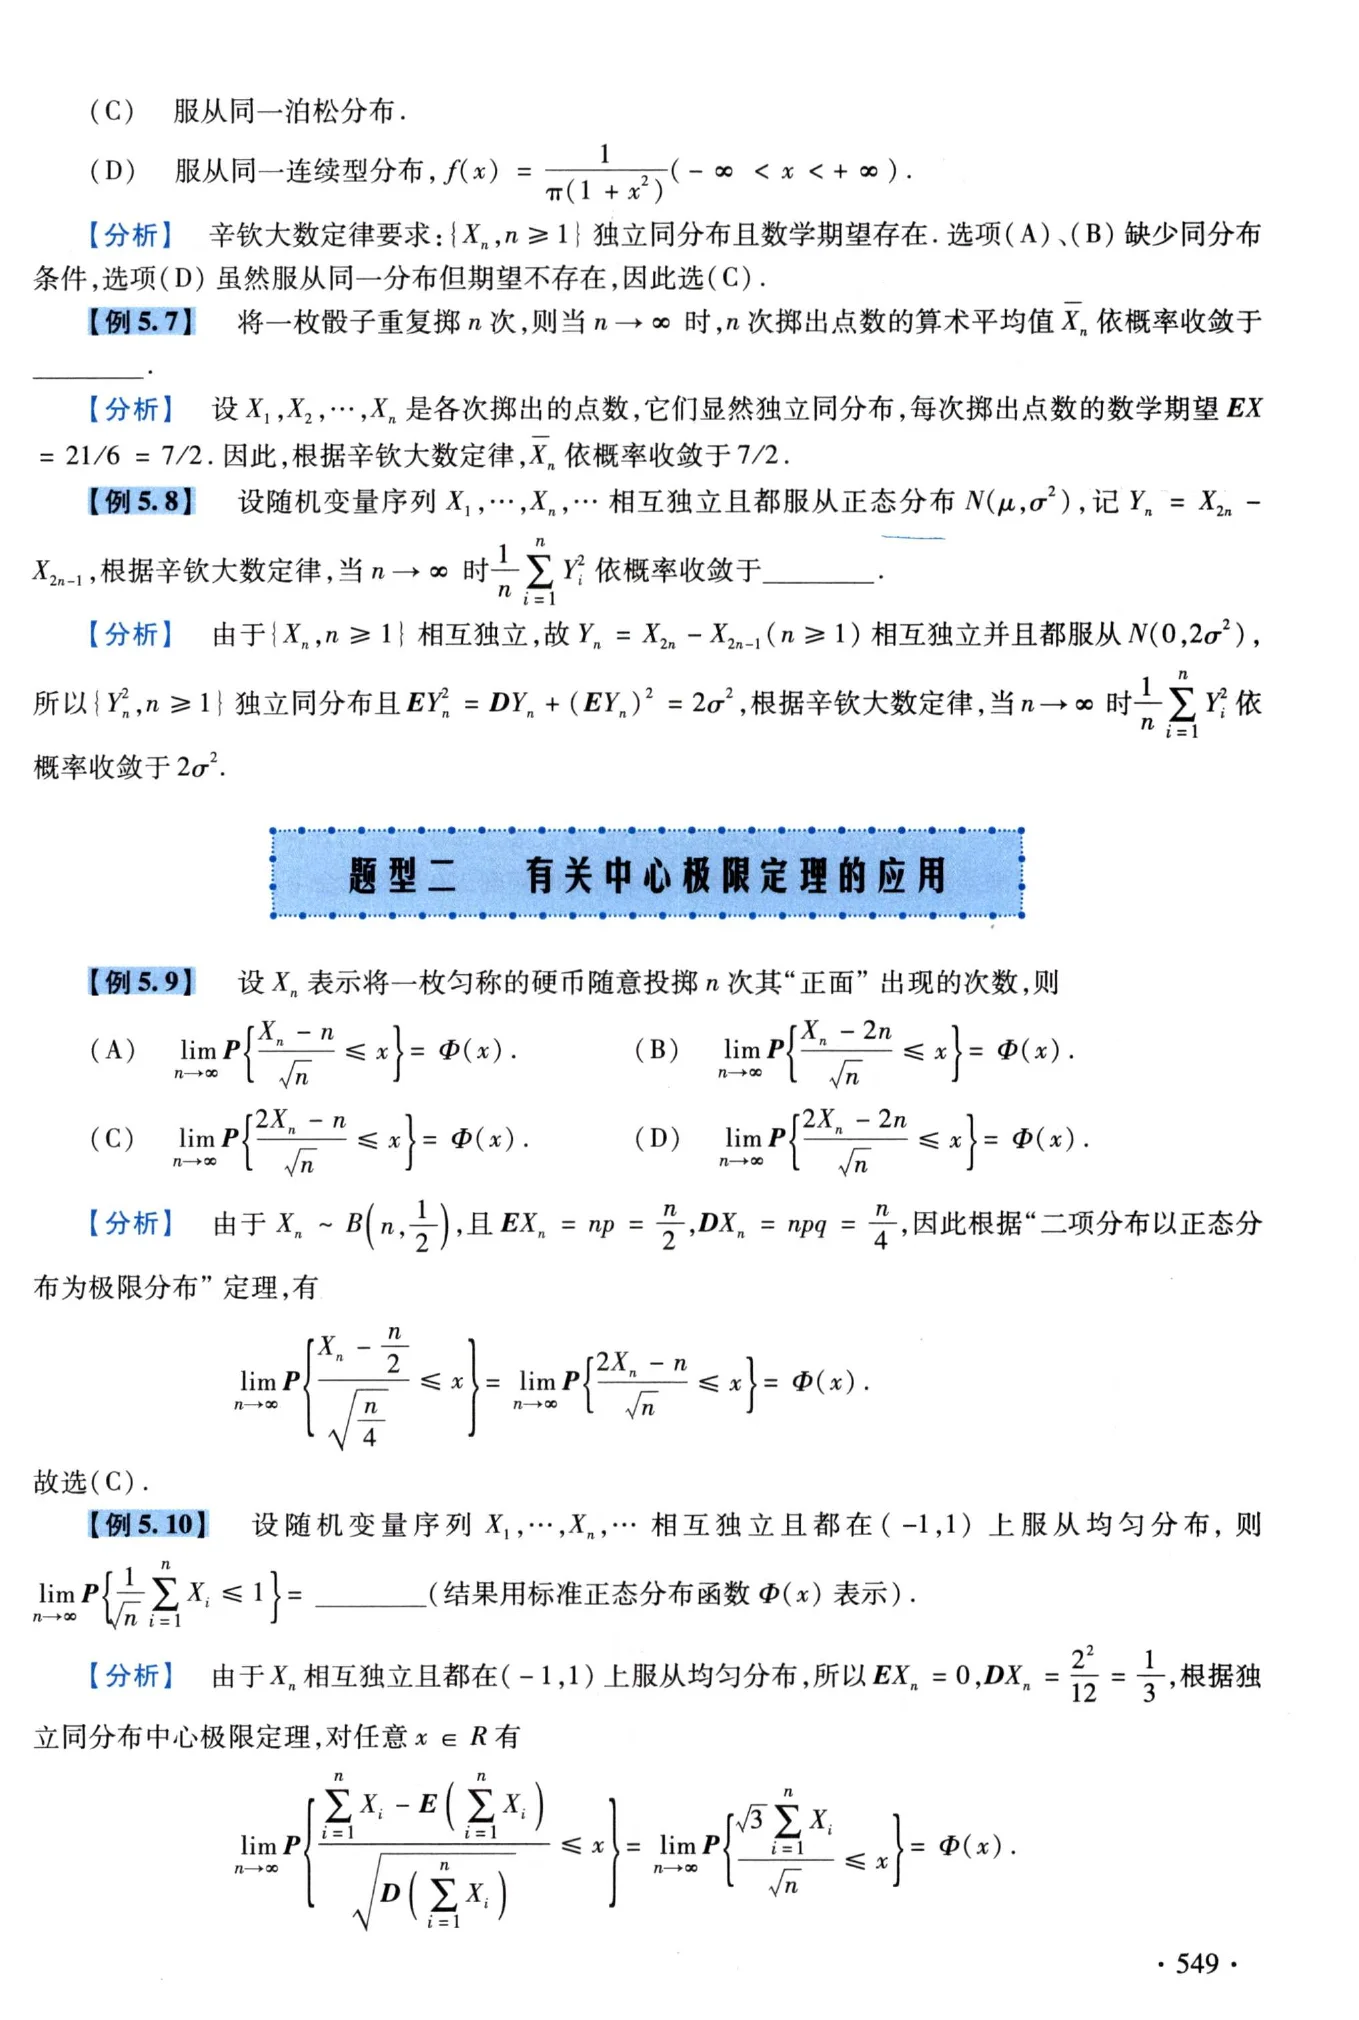 (C) 服从同一泊松分布.
(D) 服从同一连续型分布, $f(x) = \frac{1}{\pi(1+x^2)}(-\infty < x < +\infty)$.
【分析】 辛钦大数定律要求: $\{X_n, n \geqslant 1\}$ 独立同分布且数学期望存在. 选项(A)、(B) 缺少同分布
条件,选项(D) 虽然服从同一分布但期望不存在,因此选(C).
【例 5.7】 将一枚骰子重复掷 $n$ 次,则当 $n \to \infty$ 时, $n$ 次掷出点数的算术平均值 $\overline{X}_n$ 依概率收敛于
________.
【分析】 设 $X_1, X_2, \cdots, X_n$ 是各次掷出的点数,它们显然独立同分布,每次掷出点数的数学期望 $EX$
$= 21/6 = 7/2$. 因此,根据辛钦大数定律, $\overline{X}_n$ 依概率收敛于 7/2.
【例 5.8】 设随机变量序列 $X_1, \cdots, X_n, \cdots$ 相互独立且都服从正态分布 $N(\mu, \sigma^2)$, 记 $Y_n = X_{2n} -$
$X_{2n-1}$, 根据辛钦大数定律,当 $n \to \infty$ 时 $\frac{1}{n}\sum_{i=1}^{n} Y_i^2$ 依概率收敛于________.
【分析】 由于 $\{X_n, n \geqslant 1\}$ 相互独立,故 $Y_n = X_{2n} - X_{2n-1}(n \geqslant 1)$ 相互独立并且都服从 $N(0, 2\sigma^2)$,
所以 $\{Y_n^2, n \geqslant 1\}$ 独立同分布且 $EY_n^2 = DY_n + (EY_n)^2 = 2\sigma^2$, 根据辛钦大数定律,当 $n \to \infty$ 时 $\frac{1}{n}\sum_{i=1}^{n} Y_i^2$ 依
概率收敛于 $2\sigma^2$.
题型二 有关中心极限定理的应用
【例 5.9】 设 $X_n$ 表示将一枚匀称的硬币随意投掷 $n$ 次其“正面” 出现的次数,则
(A) $\lim_{n \to \infty} P\left\{\frac{X_n - n}{\sqrt{n}} \leqslant x\right\} = \Phi(x)$. (B) $\lim_{n \to \infty} P\left\{\frac{X_n - 2n}{\sqrt{n}} \leqslant x\right\} = \Phi(x)$.
(C) $\lim_{n \to \infty} P\left\{\frac{2X_n - n}{\sqrt{n}} \leqslant x\right\} = \Phi(x)$. (D) $\lim_{n \to \infty} P\left\{\frac{2X_n - 2n}{\sqrt{n}} \leqslant x\right\} = \Phi(x)$.
【分析】 由于 $X_n \sim B\left(n, \frac{1}{2}\right)$, 且 $EX_n = np = \frac{n}{2}, DX_n = npq = \frac{n}{4}$, 因此根据“二项分布以正态分
布为极限分布” 定理,有
$\lim_{n \to \infty} P\left\{\frac{X_n - \frac{n}{2}}{\sqrt{\frac{n}{4}}} \leqslant x\right\} = \lim_{n \to \infty} P\left\{\frac{2X_n - n}{\sqrt{n}} \leqslant x\right\} = \Phi(x)$.
故选(C).
【例 5.10】 设随机变量序列 $X_1, \cdots, X_n, \cdots$ 相互独立且都在 $(-1,1)$ 上服从均匀分布, 则
$\lim_{n \to \infty} P\left\{\frac{1}{\sqrt{n}}\sum_{i=1}^{n} X_i \leqslant 1\right\} =$ ________(结果用标准正态分布函数 $\Phi(x)$ 表示).
【分析】 由于 $X_n$ 相互独立且都在 $(-1,1)$ 上服从均匀分布,所以 $EX_n = 0, DX_n = \frac{2^2}{12} = \frac{1}{3}$, 根据独
立同分布中心极限定理,对任意 $x \in R$ 有
$\lim_{n \to \infty} P\left\{\frac{\sum_{i=1}^{n} X_i - E\left(\sum_{i=1}^{n} X_i\right)}{\sqrt{D\left(\sum_{i=1}^{n} X_i\right)}} \leqslant x\right\} = \lim_{n \to \infty} P\left\{\frac{\sqrt{3}\sum_{i=1}^{n} X_i}{\sqrt{n}} \leqslant x\right\} = \Phi(x)$.
· 549 ·